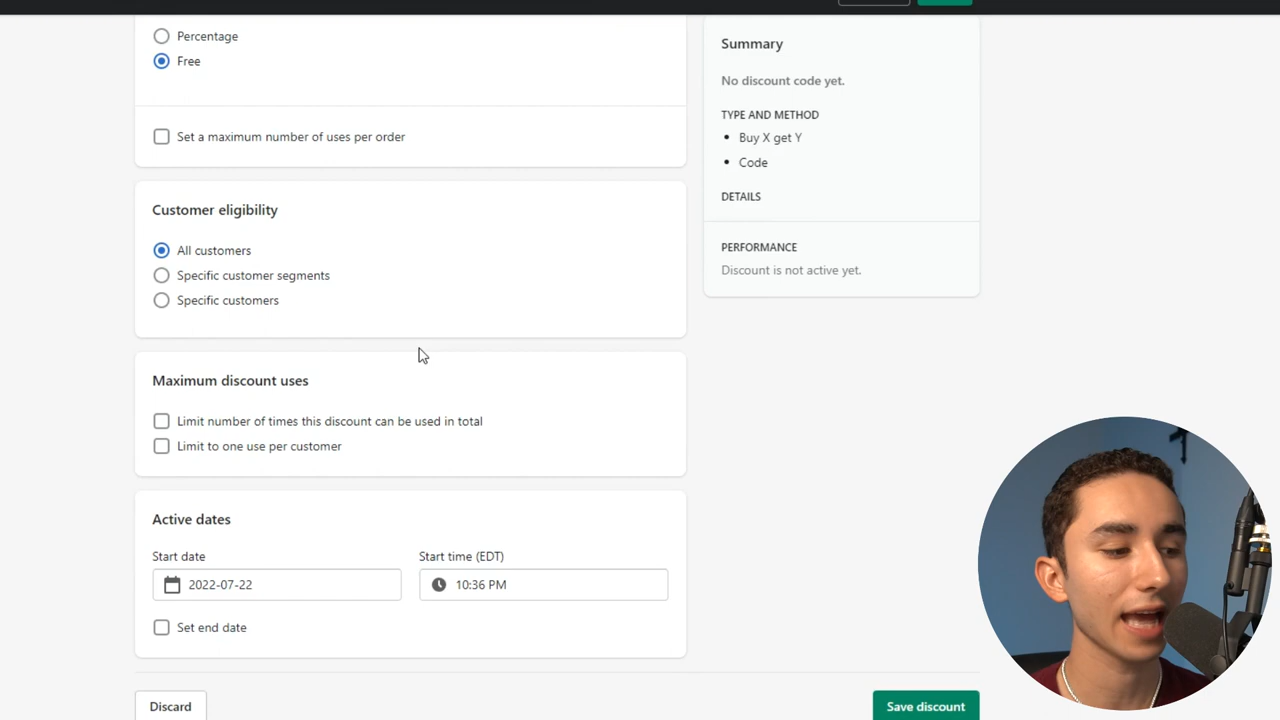 Percentage
Free
Set a maximum number of uses per order
Customer eligibility
All customers
Specific customer segments
Specific customers
Maximum discount uses
Limit number of times this discount can be used in total
Limit to one use per customer
Active dates
Start date
Start time (EDT)
2022-07-22
10:36 PM
Set end date
Discard
Save discount
Summary
No discount code yet.
TYPE AND METHOD
• Buy X get Y
• Code
DETAILS
PERFORMANCE
Discount is not active yet.